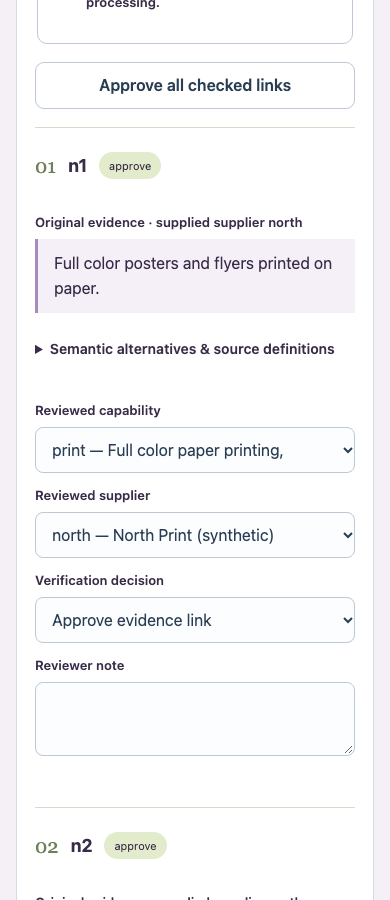 processing.
Approve all checked links
01 n1 approve
Original evidence · supplied supplier north
Full color posters and flyers printed on
paper.
Semantic alternatives & source definitions
Reviewed capability
print — Full color paper printing,
Reviewed supplier
north — North Print (synthetic)
Verification decision
Approve evidence link
Reviewer note
02 n2 approve